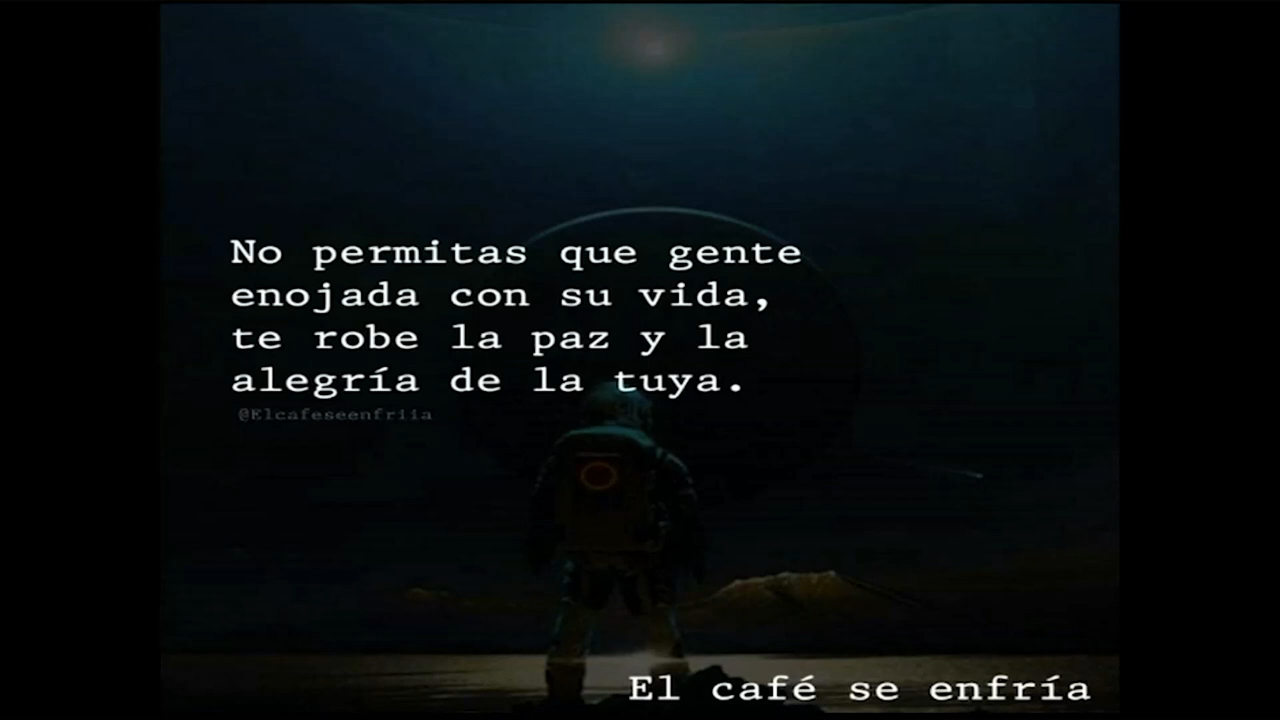 No permitas que gente
enojada con su vida,
te robe la paz y la
alegría de la tuya.
@Elcafeseenfriia
El café se enfría